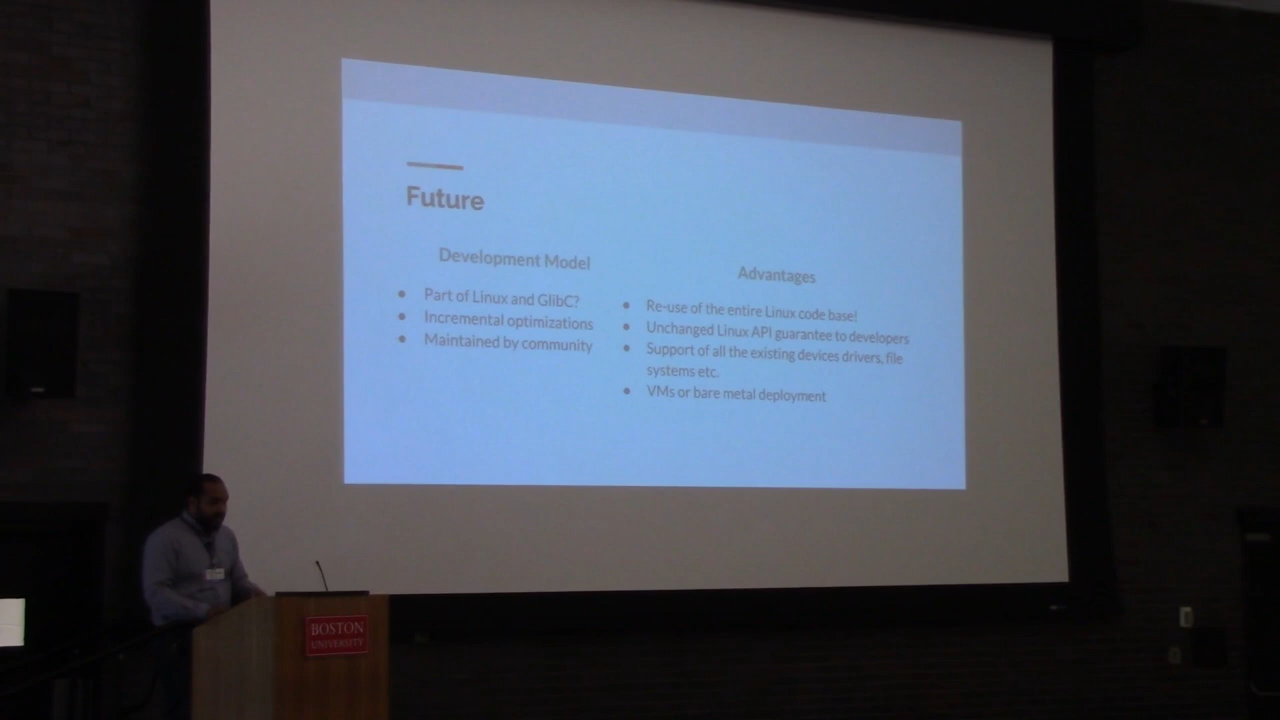 Future
Development Model
Part of Linux and GlibC?
Incremental optimizations
Maintained by community
Advantages
Re-use of the entire Linux code base!
Unchanged Linux API guarantee to developers
Support of all the existing devices drivers, file
systems etc.
VMs or bare metal deployment
BOSTON
UNIVERSITY